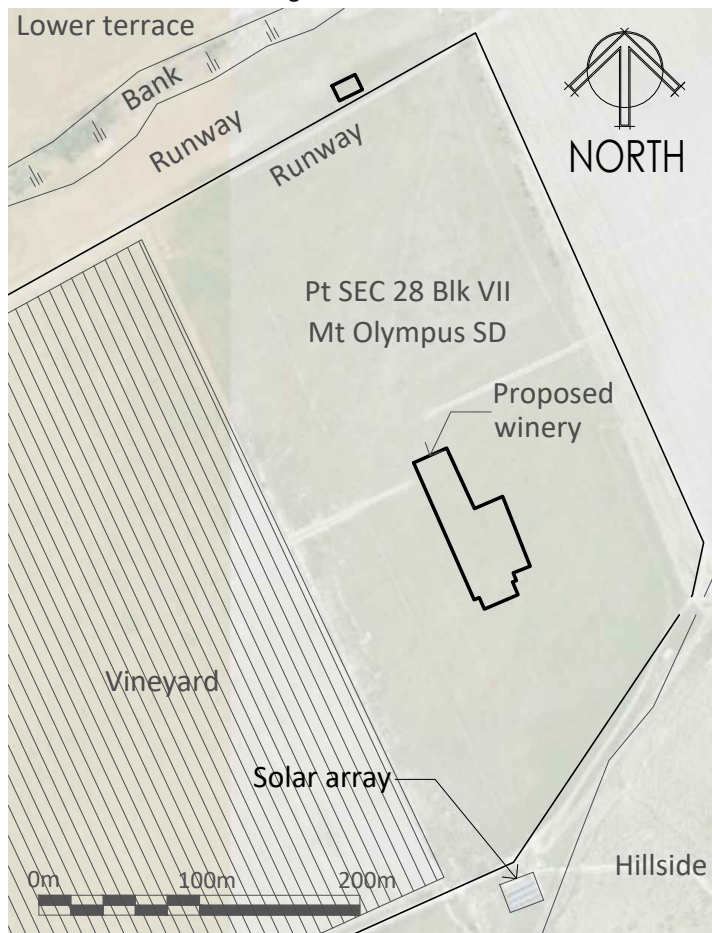 Lower terrace
Bank
Runway
Runway
NORTH
Pt SEC 28 Blk VII
Mt Olympus SD
Proposed
winery
Vineyard
Solar array
Hillside
0m 100m 200m